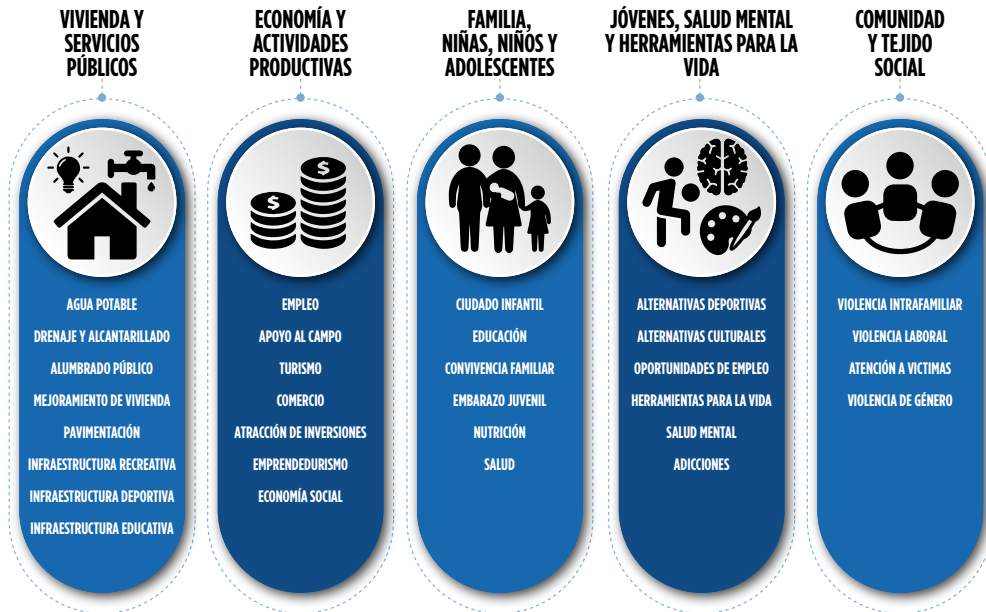 VIVIENDA Y
SERVICIOS
PÚBLICOS
AGUA POTABLE
DRENAJE Y ALCANTARILLADO
ALUMBRADO PÚBLICO
MEJORAMIENTO DE VIVIENDA
PAVIMENTACIÓN
INFRAESTRUCTURA RECREATIVA
INFRAESTRUCTURA DEPORTIVA
INFRAESTRUCTURA EDUCATIVA
ECONOMÍA Y
ACTIVIDADES
PRODUCTIVAS
$
$
EMPLEO
APOYO AL CAMPO
TURISMO
COMERCIO
ATRACCIÓN DE INVERSIONES
EMPRENDEDURISMO
ECONOMÍA SOCIAL
FAMILIA,
NIÑAS, NIÑOS Y
ADOLESCENTES
CIUDADO INFANTIL
EDUCACIÓN
CONVIVENCIA FAMILIAR
EMBARAZO JUVENIL
NUTRICIÓN
SALUD
JÓVENES, SALUD MENTAL
Y HERRAMIENTAS PARA LA
VIDA
ALTERNATIVAS DEPORTIVAS
ALTERNATIVAS CULTURALES
OPORTUNIDADES DE EMPLEO
HERRAMIENTAS PARA LA VIDA
SALUD MENTAL
ADICCIONES
COMUNIDAD
Y TEJIDO
SOCIAL
VIOLENCIA INTRAFAMILIAR
VIOLENCIA LABORAL
ATENCIÓN A VICTIMAS
VIOLENCIA DE GÉNERO